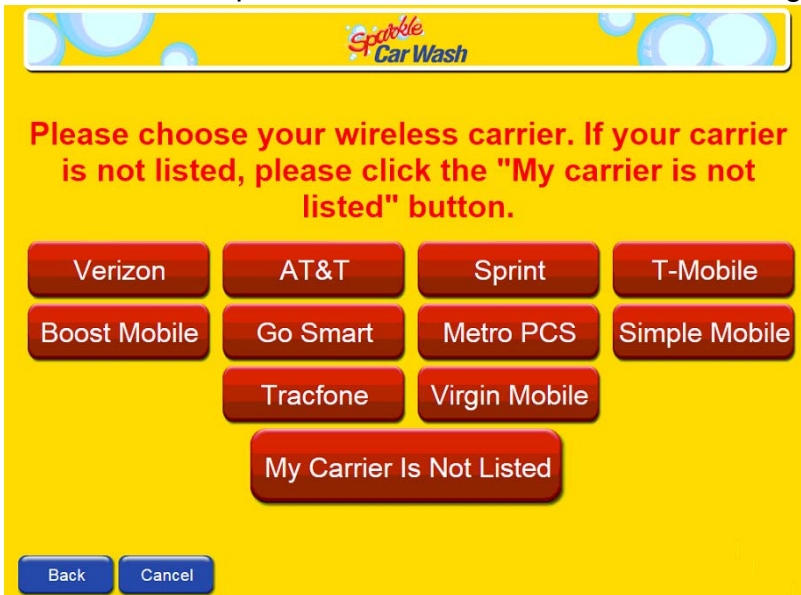 Sparkle
Car Wash
Please choose your wireless carrier. If your carrier
is not listed, please click the "My carrier is not
listed" button.
Verizon AT&T Sprint T-Mobile
Boost Mobile Go Smart Metro PCS Simple Mobile
Tracfone Virgin Mobile
My Carrier Is Not Listed
Back Cancel